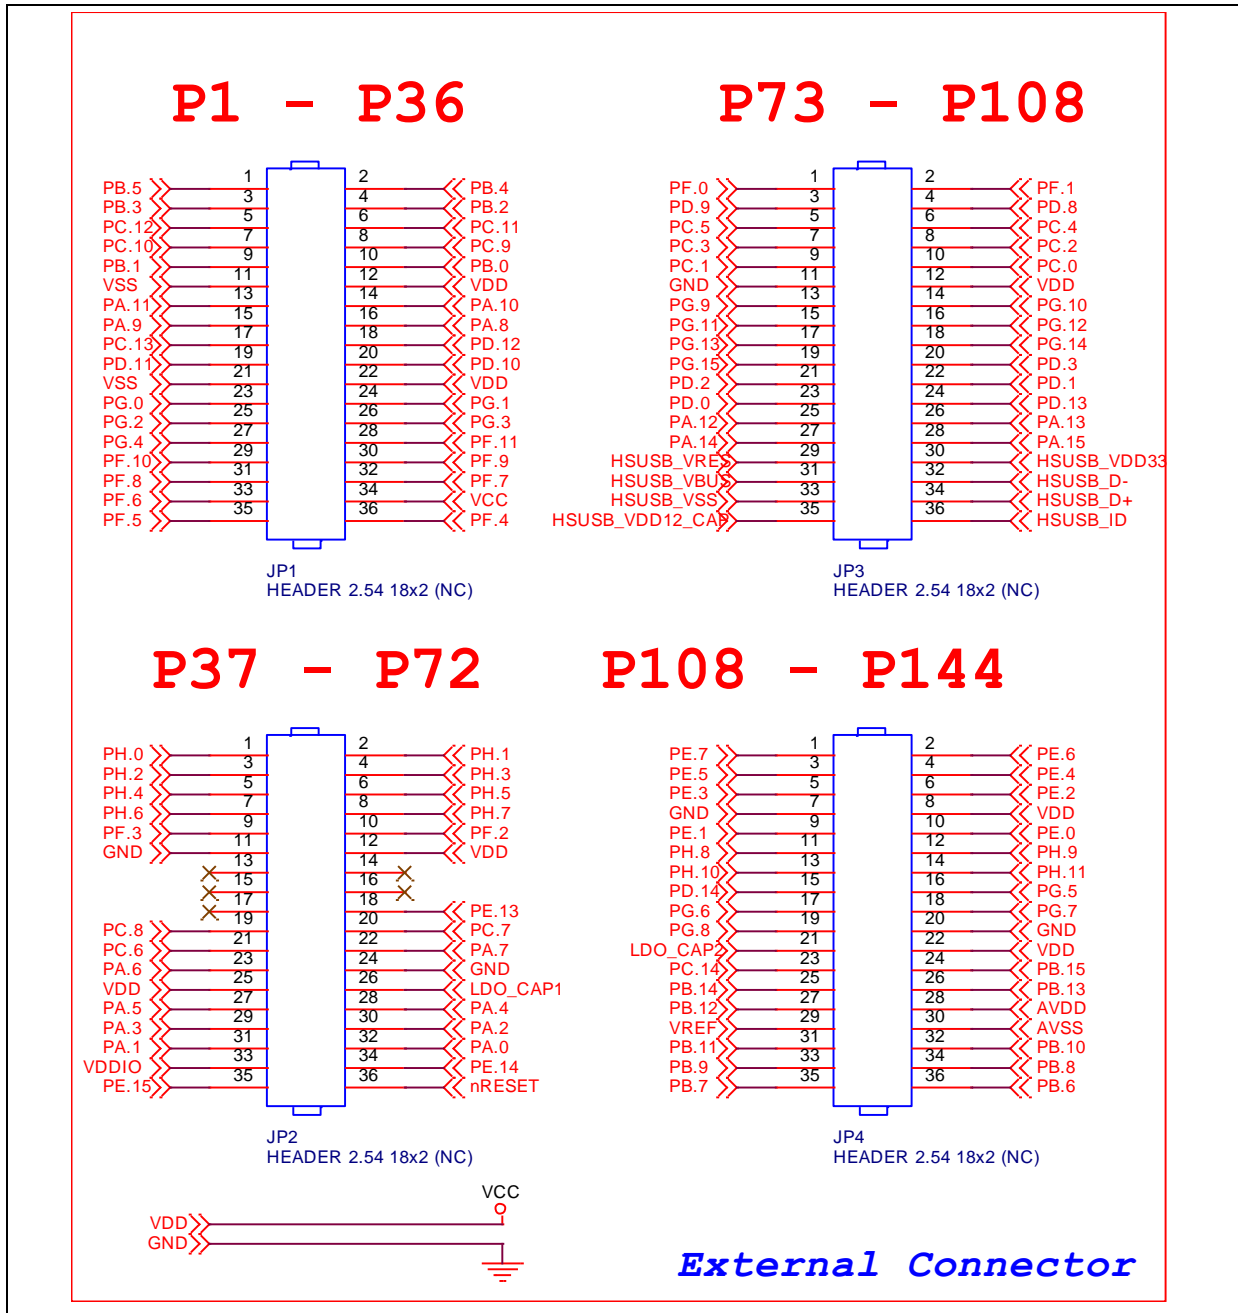 P1 - P36
P73 - P108
PB.5 1 2 PB.4
PB.3 3 4 PB.2
PC.12 5 6 PC.11
PC.10 7 8 PC.9
PB.1 9 10 PB.0
VSS 11 12 VDD
PA.11 13 14 PA.10
PA.9 15 16 PA.8
PC.13 17 18 PD.12
PD.11 19 20 PD.10
VSS 21 22 VDD
PG.0 23 24 PG.1
PG.2 25 26 PG.3
PG.4 27 28 PF.11
PF.10 29 30 PF.9
PF.8 31 32 PF.7
PF.6 33 34 VCC
PF.5 35 36 PF.4
JP1
HEADER 2.54 18x2 (NC)
PF.0 1 2 PF.1
PD.9 3 4 PD.8
PC.5 5 6 PC.4
PC.3 7 8 PC.2
PC.1 9 10 PC.0
GND 11 12 VDD
PG.9 13 14 PG.10
PG.11 15 16 PG.12
PG.13 17 18 PG.14
PG.15 19 20 PD.3
PD.2 21 22 PD.1
PD.0 23 24 PD.13
PA.12 25 26 PA.13
PA.14 27 28 PA.15
HSUSB_VRES 29 30 HSUSB_VDD33
HSUSB_VBUS 31 32 HSUSB_D-
HSUSB_VSS 33 34 HSUSB_D+
HSUSB_VDD12_CAP 35 36 HSUSB_ID
JP3
HEADER 2.54 18x2 (NC)
P37 - P72
P108 - P144
PH.0 1 2 PH.1
PH.2 3 4 PH.3
PH.4 5 6 PH.5
PH.6 7 8 PH.7
PF.3 9 10 PF.2
GND 11 12 VDD
13 14
15 16
17 18 PE.13
PC.8 19 20 PC.7
PC.6 21 22 PA.7
PA.6 23 24 GND
VDD 25 26 LDO_CAP1
PA.5 27 28 PA.4
PA.3 29 30 PA.2
PA.1 31 32 PA.0
VDDIO 33 34 PE.14
PE.15 35 36 nRESET
JP2
HEADER 2.54 18x2 (NC)
PE.7 1 2 PE.6
PE.5 3 4 PE.4
PE.3 5 6 PE.2
GND 7 8 VDD
PE.1 9 10 PE.0
PH.8 11 12 PH.9
PH.10 13 14 PH.11
PD.14 15 16 PG.5
PG.6 17 18 PG.7
PG.8 19 20 GND
LDO_CAP2 21 22 VDD
PC.14 23 24 PB.15
PB.14 25 26 PB.13
PB.12 27 28 AVDD
VREF 29 30 AVSS
PB.11 31 32 PB.10
PB.9 33 34 PB.8
PB.7 35 36 PB.6
JP4
HEADER 2.54 18x2 (NC)
VCC
VDD
GND
External Connector